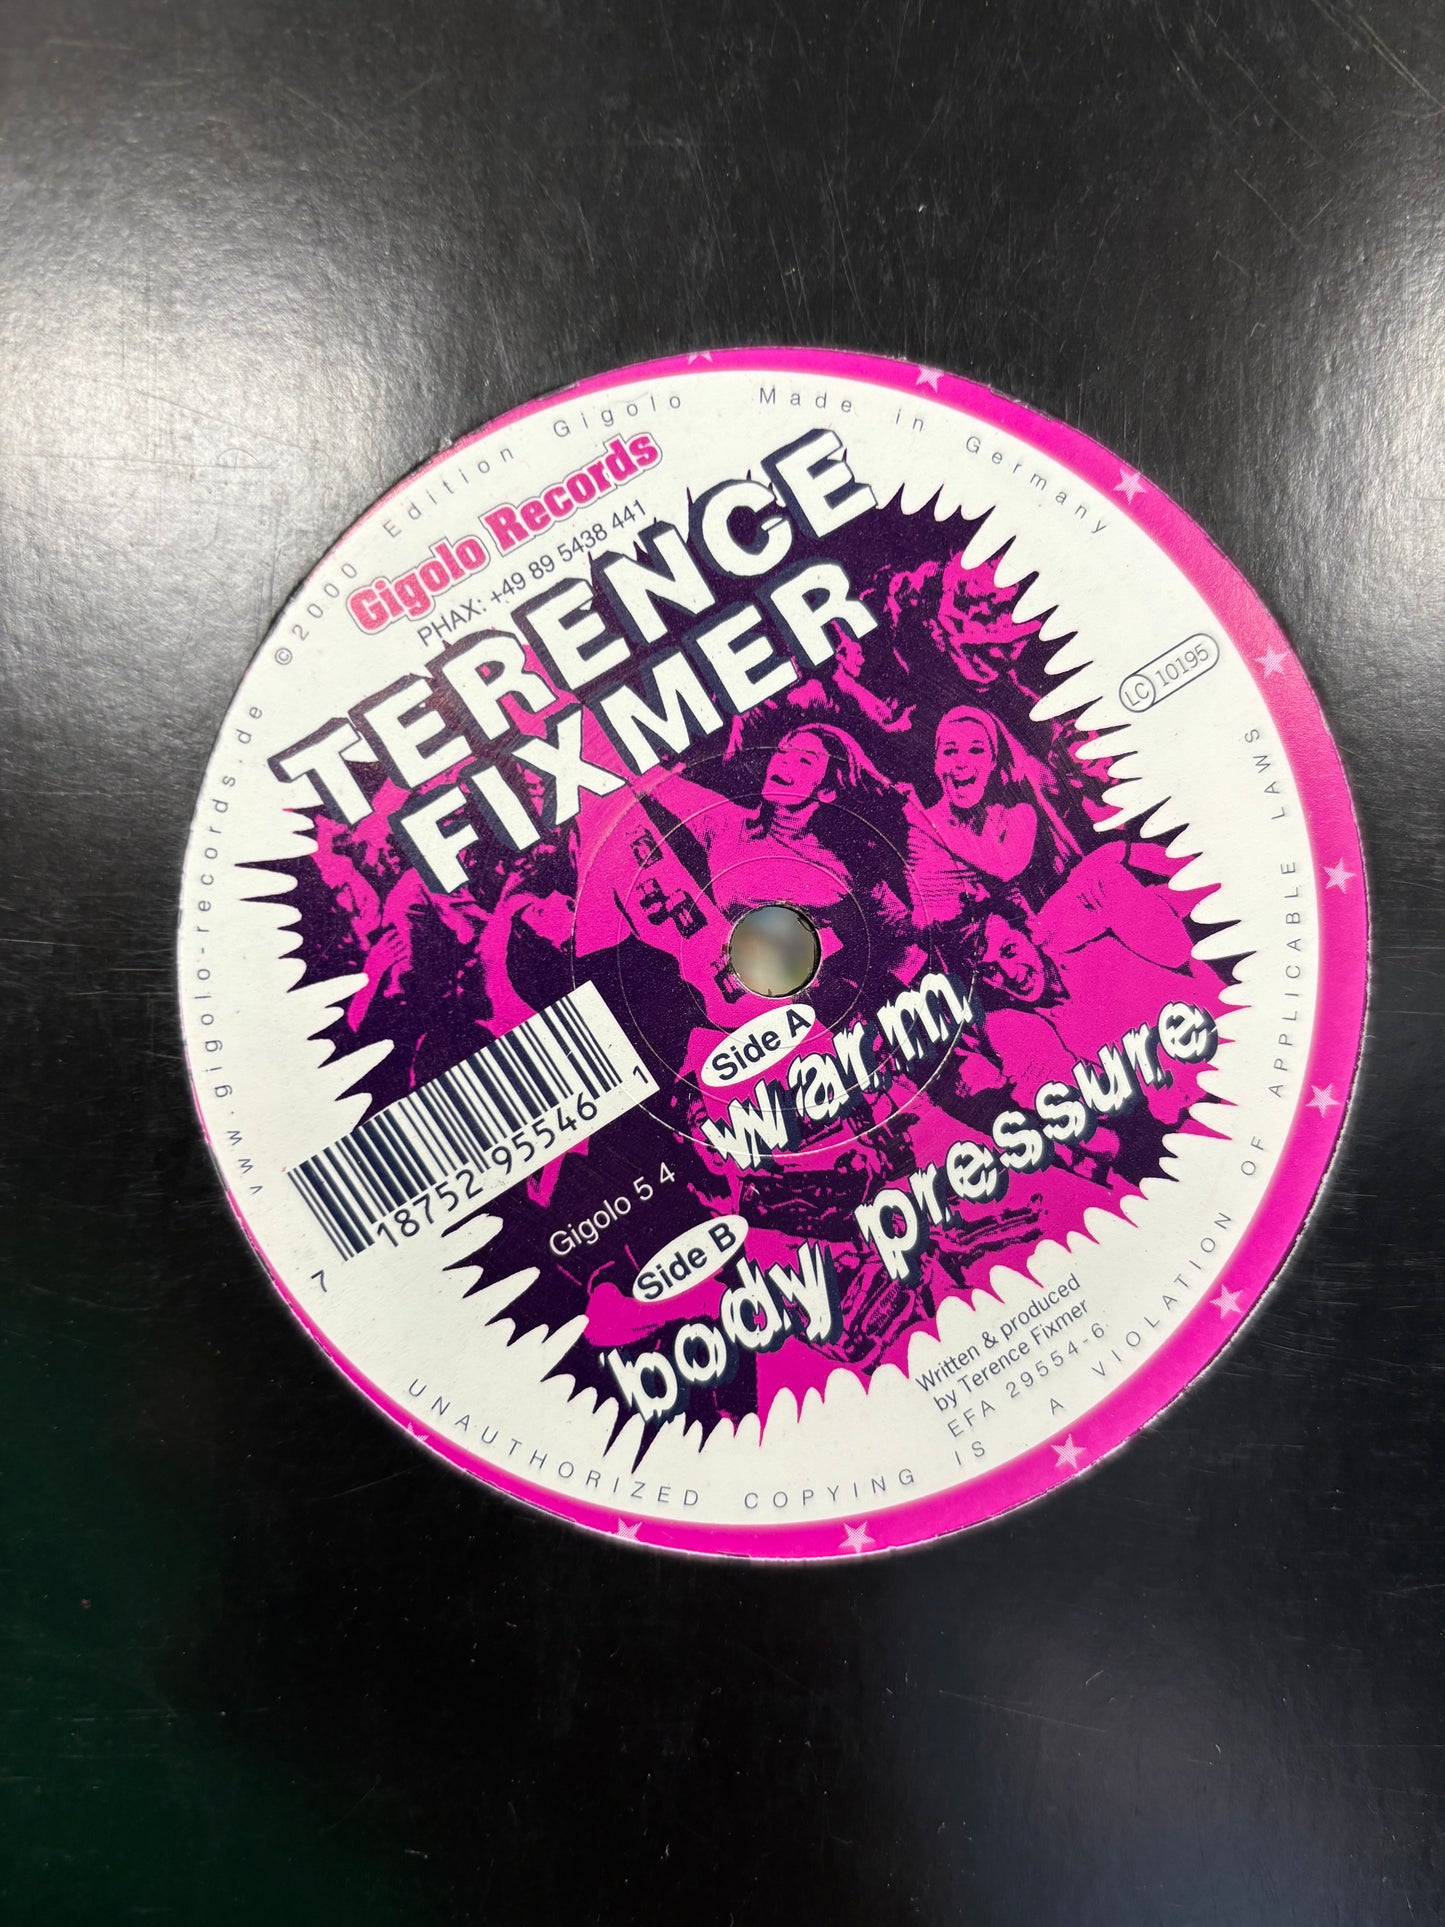 ©2000 Edition Gigolo Made in Germany
Gigolo Records
PHAX: +49 89 5438 441
TERENCE
FIXMER
LC 10195
www.gigolo-records.de
7 18752 95546 1
Side A
warm
Gigolo 5 4
Side B
body pressure
Written & produced
by Terence Fixmer
EFA 29554-6
UNAUTHORIZED COPYING IS A VIOLATION OF APPLICABLE LAWS